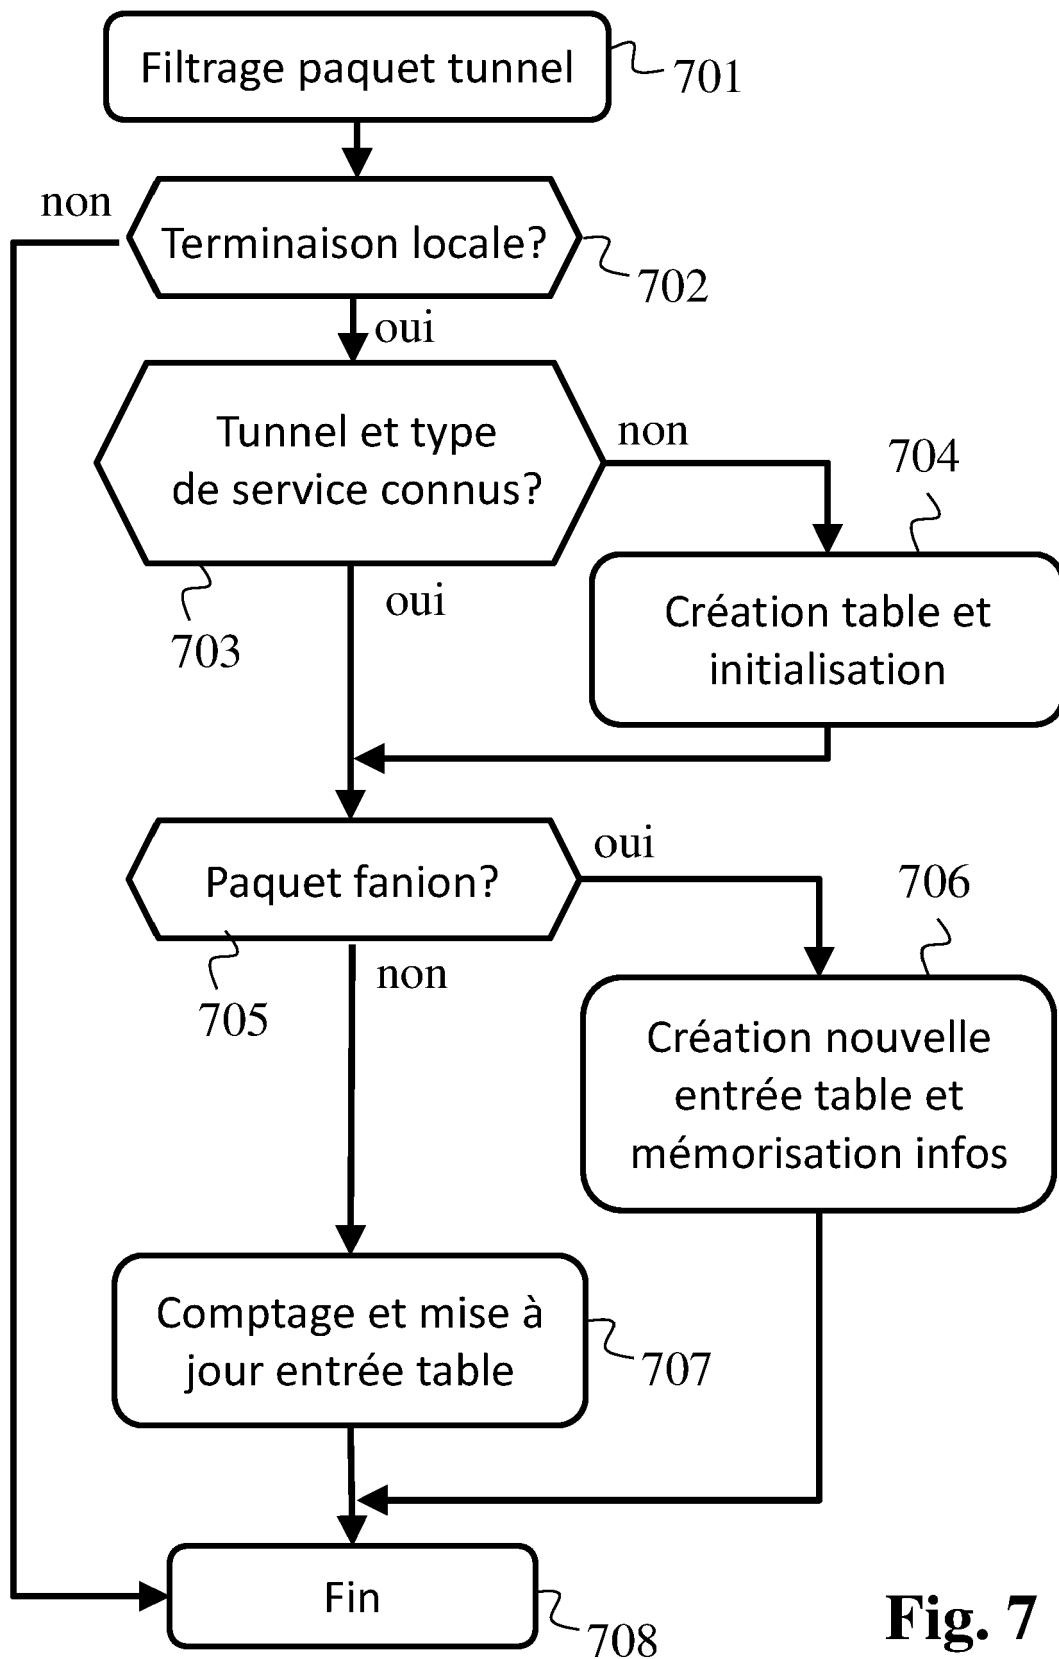 Filtrage paquet tunnel
701
non
Terminaison locale?
702
oui
Tunnel et type
de service connus?
non
704
703
oui
Création table et
initialisation
Paquet fanion?
oui
706
705
non
Création nouvelle
entrée table et
mémorisation infos
Comptage et mise à
jour entrée table
707
Fin
708
Fig. 7